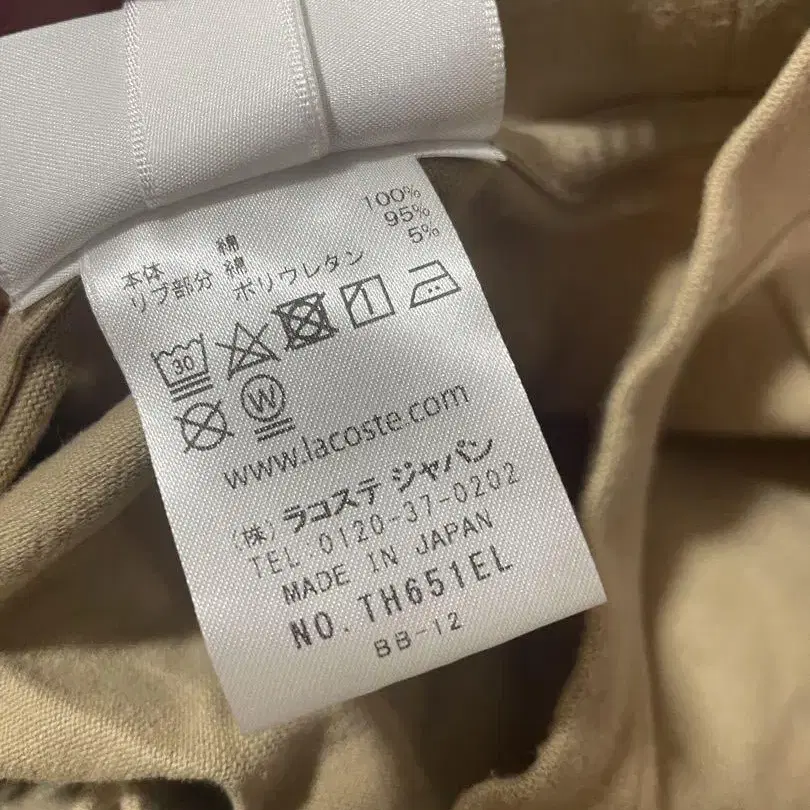 本体 綿 100%
リブ部分 綿 95%
ポリウレタン 5%
30
W
www.lacoste.com
(株) ラコステ ジャパン
TEL.0120-37-0202
MADE IN JAPAN
NO. TH651EL
BB-12